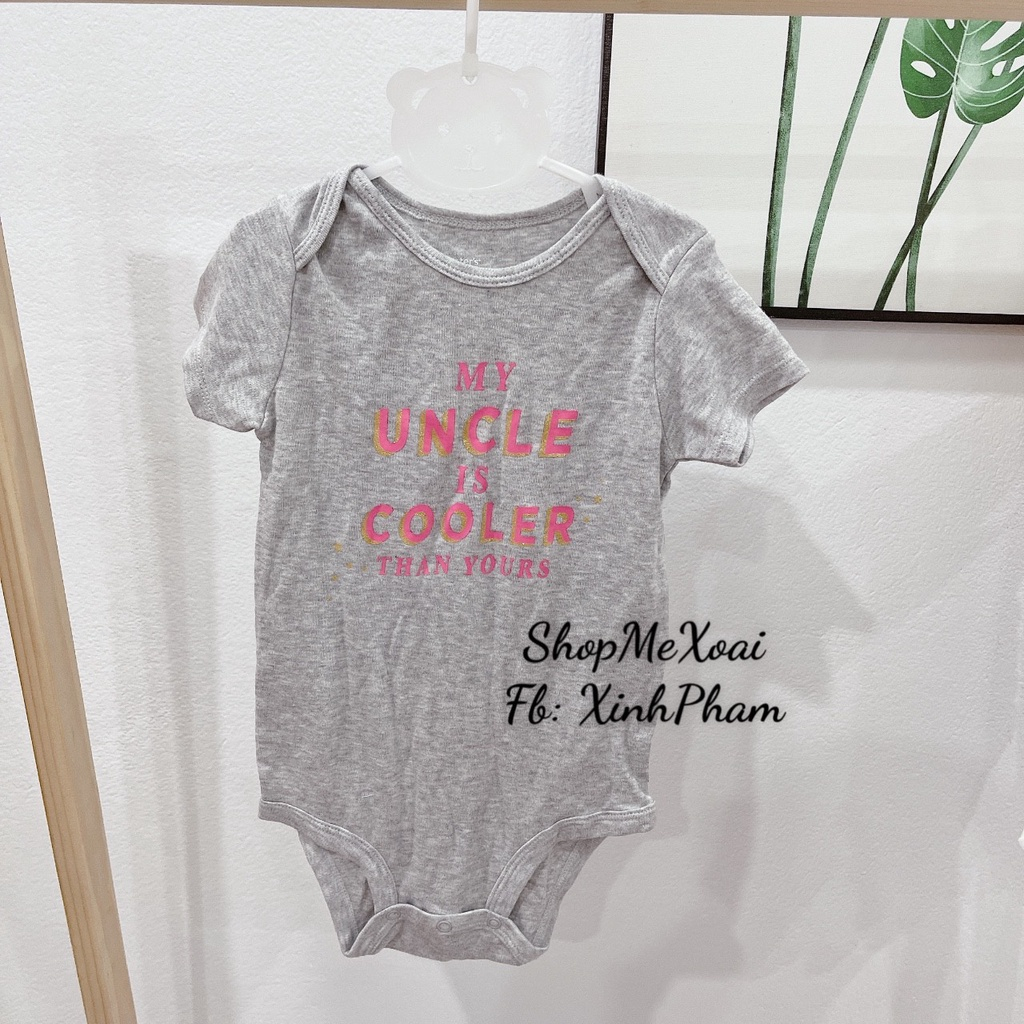 MY
UNCLE
IS
COOLER
THAN YOURS
ShopMeXoai
Fb: XinhPham